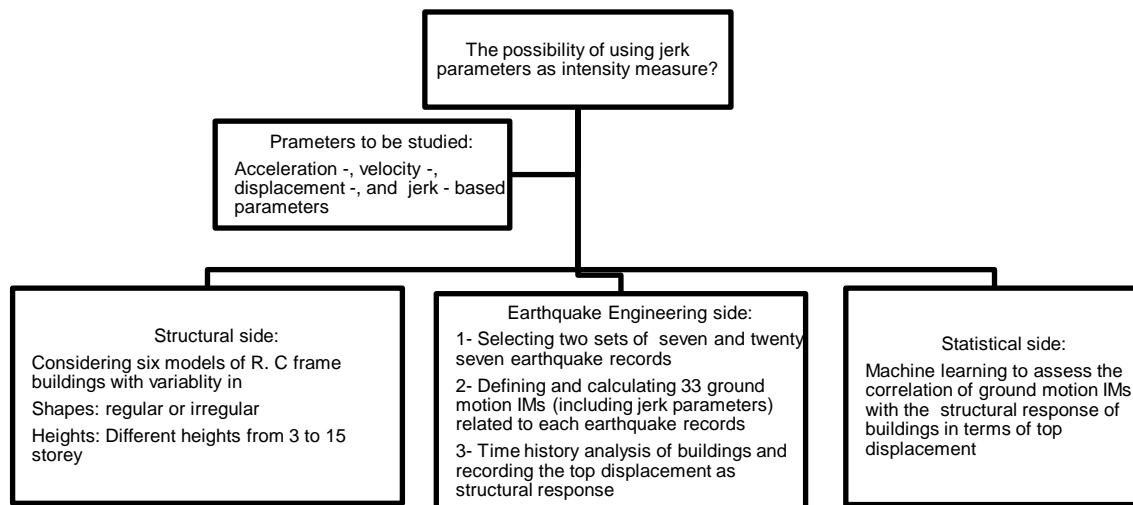 The possibility of using jerk
parameters as intensity measure?
Prameters to be studied:
Acceleration -, velocity -,
displacement -, and jerk - based
parameters
Structural side:
Considering six models of R. C frame
buildings with variablity in
Shapes: regular or irregular
Heights: Different heights from 3 to 15
storey
Earthquake Engineering side:
1- Selecting two sets of seven and twenty
seven earthquake records
2- Defining and calculating 33 ground
motion IMs (including jerk parameters)
related to each earthquake records
3- Time history analysis of buildings and
recording the top displacement as
structural response
Statistical side:
Machine learning to assess the
correlation of ground motion IMs
with the structural response of
buildings in terms of top
displacement